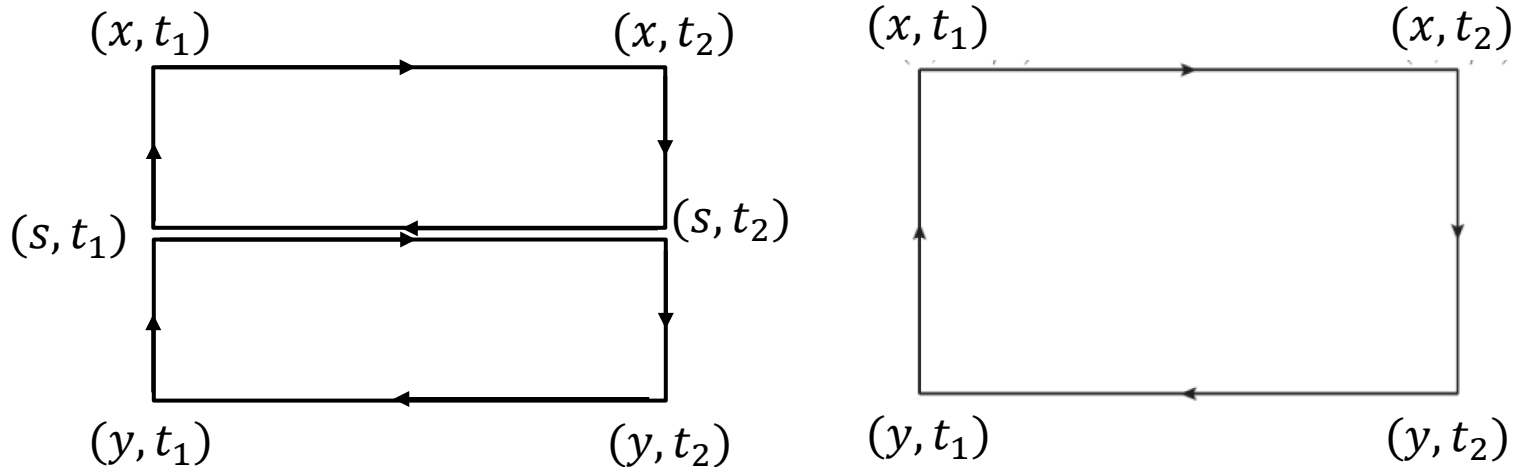 (x, t₁) (x, t₂)
(s, t₁) (s, t₂)
(y, t₁) (y, t₂)
(x, t₁) (x, t₂)
(y, t₁) (y, t₂)